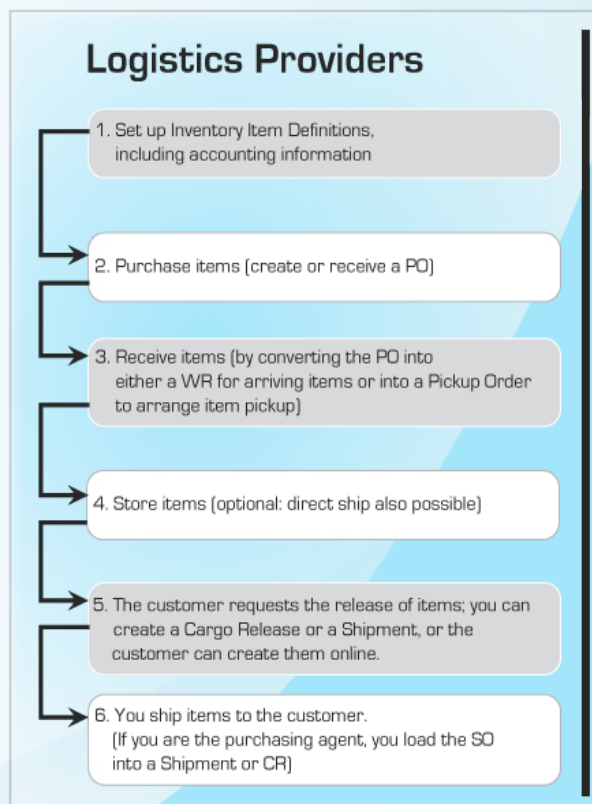 Logistics Providers
1. Set up Inventory Item Definitions,
including accounting information
2. Purchase items (create or receive a PO)
3. Receive items (by converting the PO into
either a WR for arriving items or into a Pickup Order
to arrange item pickup)
4. Store items (optional: direct ship also possible)
5. The customer requests the release of items; you can
create a Cargo Release or a Shipment, or the
customer can create them online.
6. You ship items to the customer.
(If you are the purchasing agent, you load the SO
into a Shipment or CR)